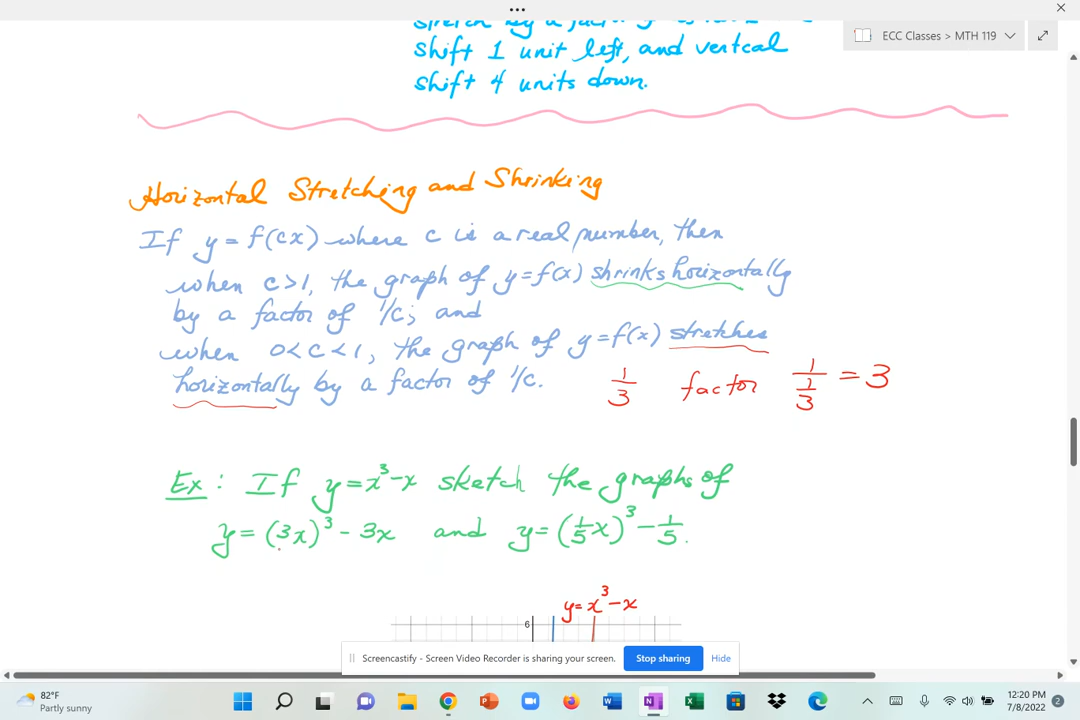 ECC Classes > MTH 119
shift 1 unit left, and vertcal
shift 4 units down.
Horizontal Stretching and Shrinking
If y = f(cx) where c is a real number, then
when c>1, the graph of y=f(x) shrinks horizontally
by a factor of 1/c; and
when 0<c<1, the graph of y=f(x) stretches
horizontally by a factor of 1/c.
1/3 factor 1/(1/3) = 3
Ex: If y=x³-x sketch the graphs of
y=(3x)³-3x and y=(1/5x)³-1/5.
y=x³-x
6
Screencastify - Screen Video Recorder is sharing your screen.
Stop sharing
Hide
82°F
Partly sunny
12:20 PM
7/8/2022
2